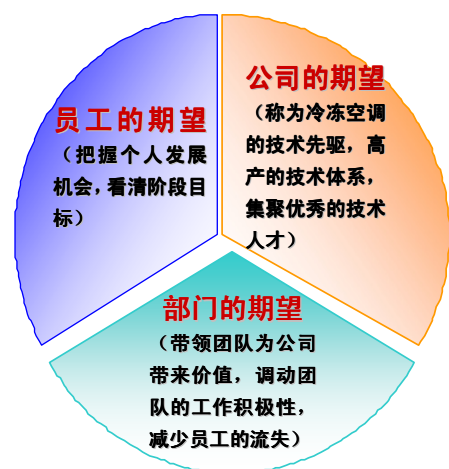 员工的期望
（把握个人发展
机会，看清阶段目
标）
公司的期望
（称为冷冻空调
的技术先驱，高
产的技术体系，
集聚优秀的技术
人才）
部门的期望
（带领团队为公司
带来价值，调动团
队的工作积极性，
减少员工的流失）